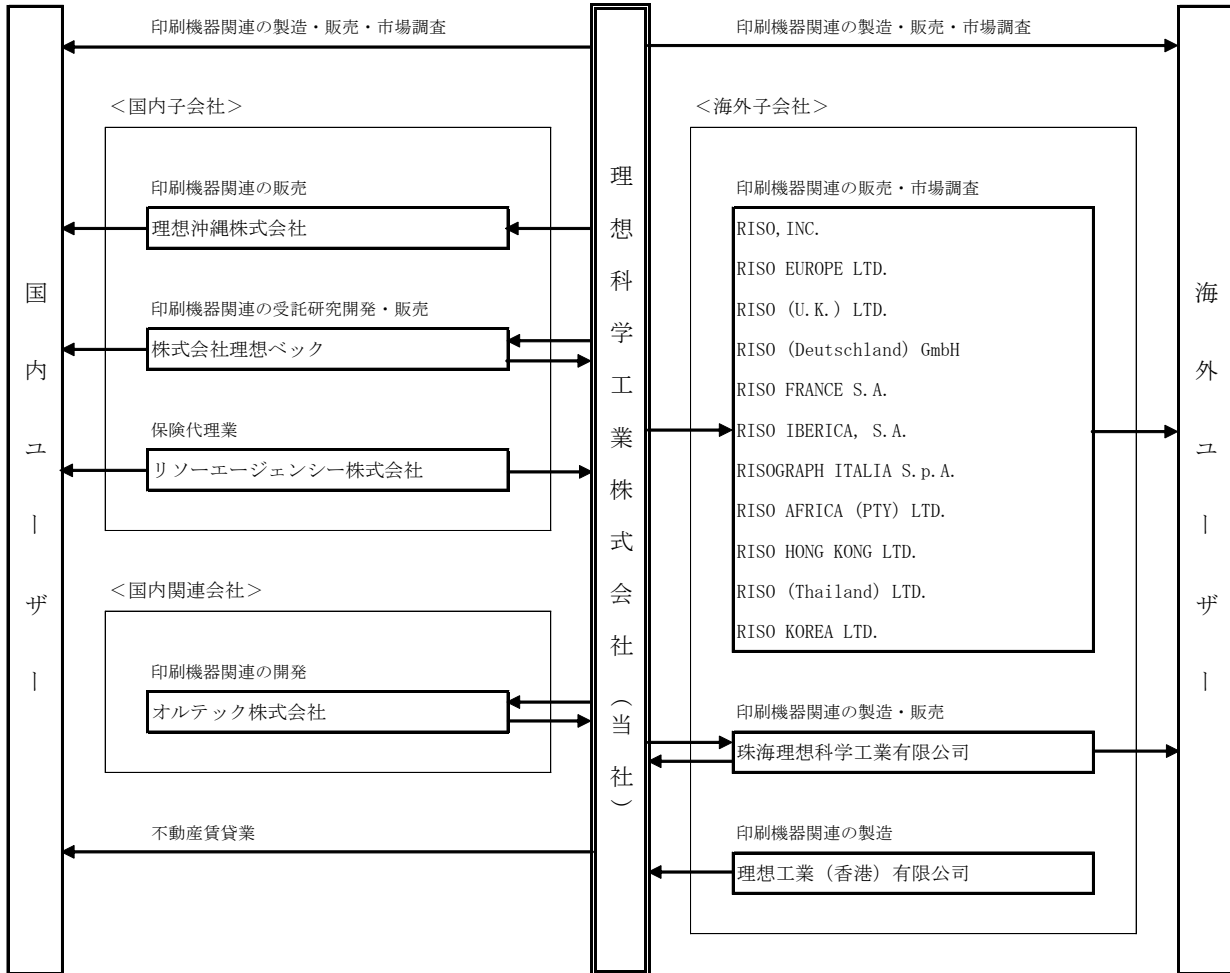 印刷機器関連の製造・販売・市場調査
印刷機器関連の製造・販売・市場調査
国内ユーザー
＜国内子会社＞
印刷機器関連の販売
理想沖縄株式会社
印刷機器関連の受託研究開発・販売
株式会社理想ベック
保険代理業
リソーエージェンシー株式会社
＜国内関連会社＞
印刷機器関連の開発
オルテック株式会社
不動産賃貸業
理想科学工業株式会社（当社）
＜海外子会社＞
印刷機器関連の販売・市場調査
RISO,INC.
RISO EUROPE LTD.
RISO (U.K.) LTD.
RISO (Deutschland) GmbH
RISO FRANCE S.A.
RISO IBERICA, S.A.
RISOGRAPH ITALIA S.p.A.
RISO AFRICA (PTY) LTD.
RISO HONG KONG LTD.
RISO (Thailand) LTD.
RISO KOREA LTD.
印刷機器関連の製造・販売
珠海理想科学工業有限公司
印刷機器関連の製造
理想工業（香港）有限公司
海外ユーザー